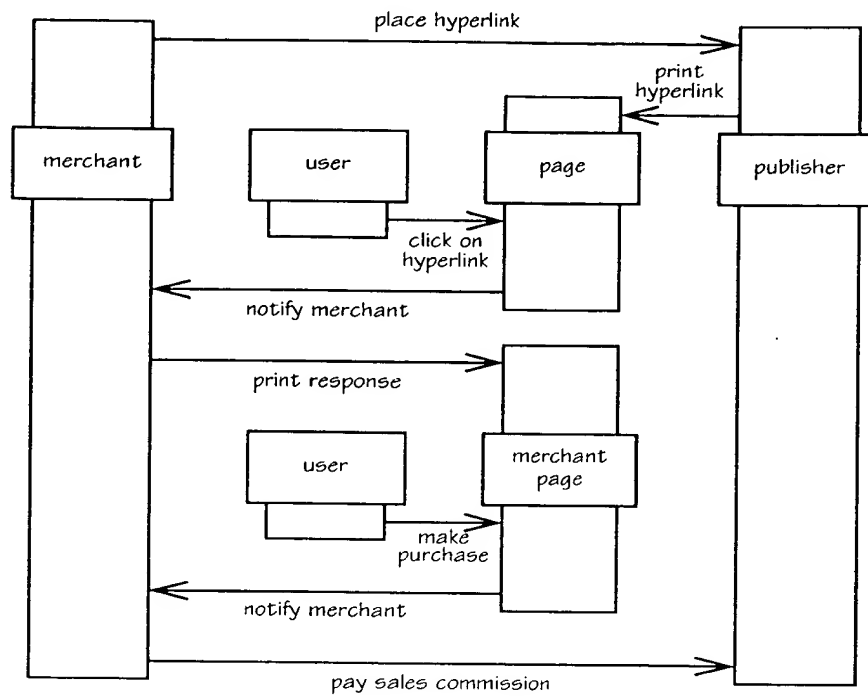 place hyperlink
print
hyperlink
merchant
user
page
publisher
click on
hyperlink
notify merchant
print response
user
merchant
page
make
purchase
notify merchant
pay sales commission